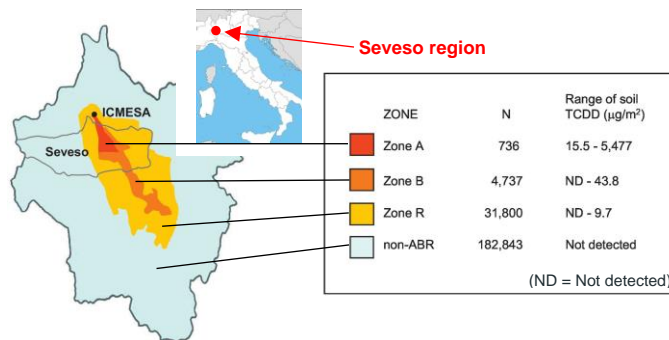 Seveso region
ICMESA
Seveso
ZONE N Range of soil TCDD (μg/m²)
Zone A 736 15.5 - 5,477
Zone B 4,737 ND - 43.8
Zone R 31,800 ND - 9.7
non-ABR 182,843 Not detected
(ND = Not detected)